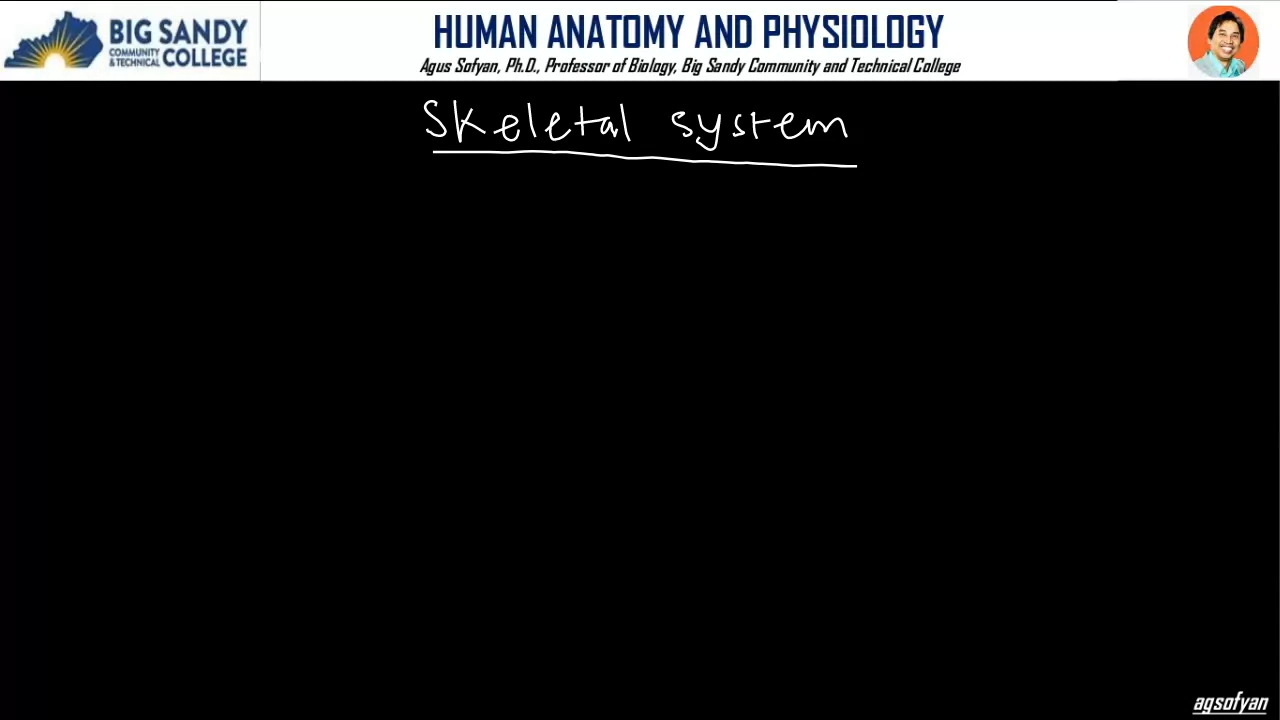 BIG SANDY
COMMUNITY & TECHNICAL COLLEGE
HUMAN ANATOMY AND PHYSIOLOGY
Agus Sofyan, Ph.D., Professor of Biology, Big Sandy Community and Technical College
Skeletal system
agsofyan